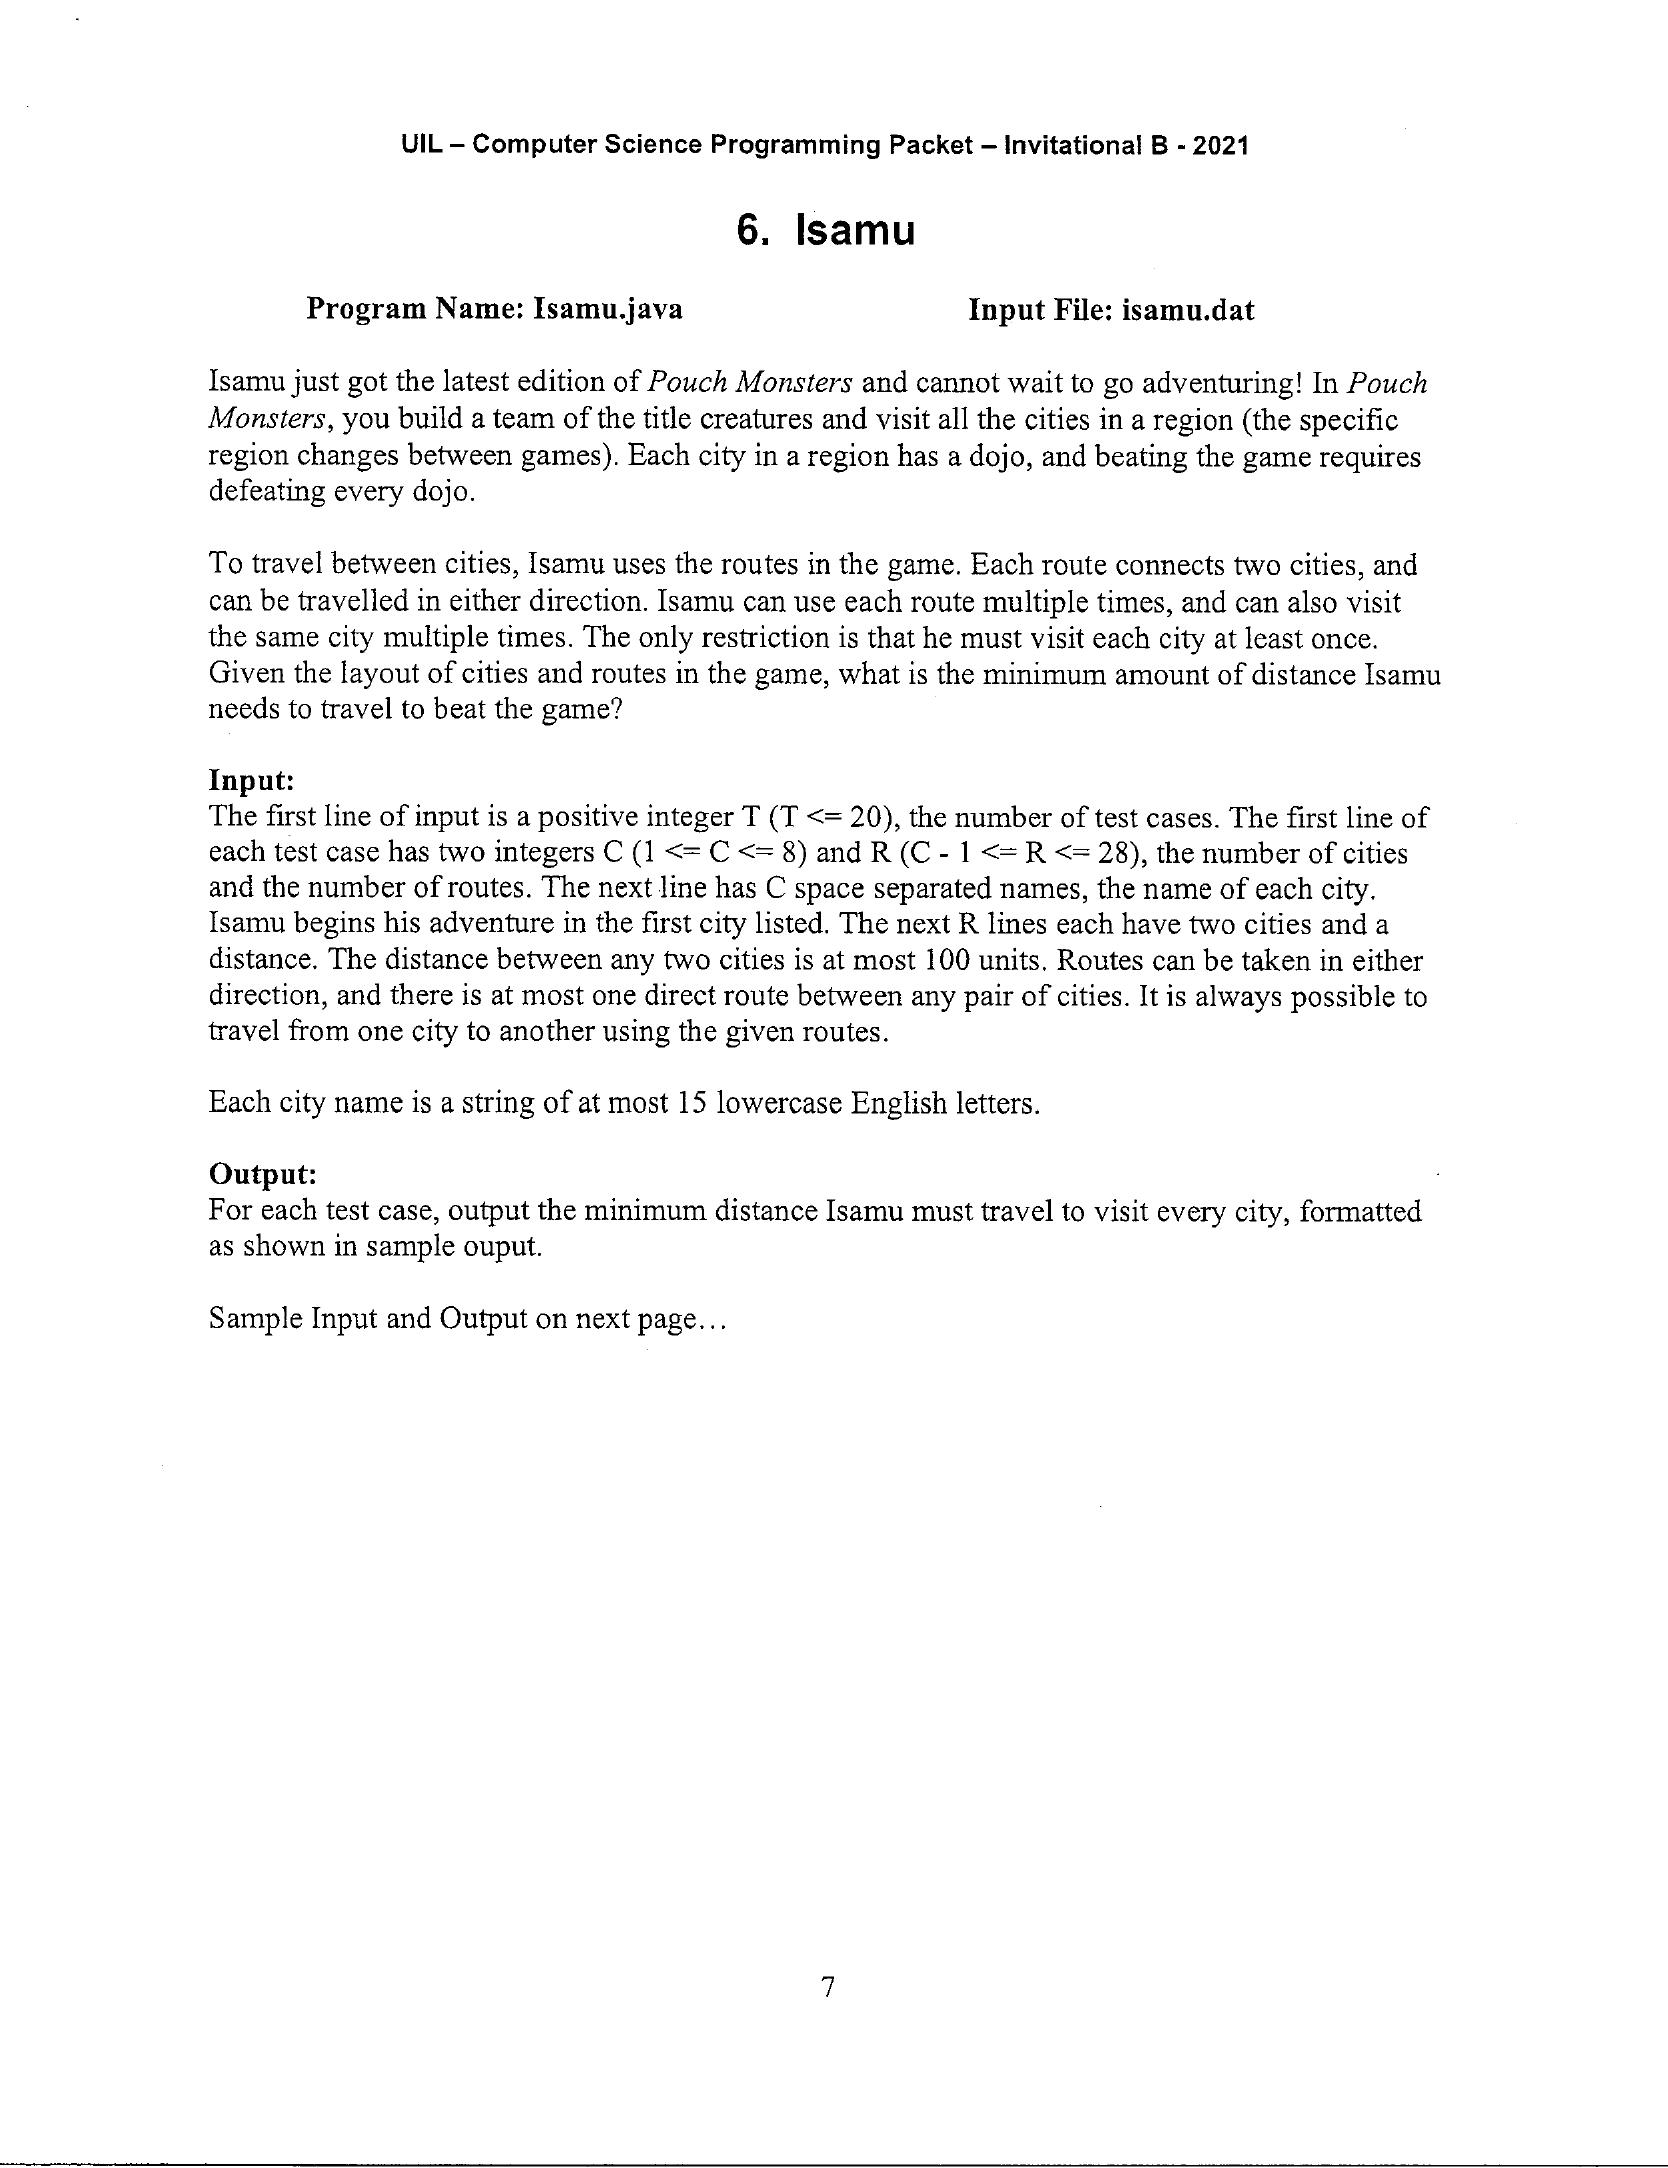 UIL – Computer Science Programming Packet – Invitational B - 2021
6. Isamu
Program Name: Isamu.java Input File: isamu.dat
Isamu just got the latest edition of Pouch Monsters and cannot wait to go adventuring! In Pouch
Monsters, you build a team of the title creatures and visit all the cities in a region (the specific
region changes between games). Each city in a region has a dojo, and beating the game requires
defeating every dojo.
To travel between cities, Isamu uses the routes in the game. Each route connects two cities, and
can be travelled in either direction. Isamu can use each route multiple times, and can also visit
the same city multiple times. The only restriction is that he must visit each city at least once.
Given the layout of cities and routes in the game, what is the minimum amount of distance Isamu
needs to travel to beat the game?
Input:
The first line of input is a positive integer T (T <= 20), the number of test cases. The first line of
each test case has two integers C (1 <= C <= 8) and R (C - 1 <= R <= 28), the number of cities
and the number of routes. The next line has C space separated names, the name of each city.
Isamu begins his adventure in the first city listed. The next R lines each have two cities and a
distance. The distance between any two cities is at most 100 units. Routes can be taken in either
direction, and there is at most one direct route between any pair of cities. It is always possible to
travel from one city to another using the given routes.
Each city name is a string of at most 15 lowercase English letters.
Output:
For each test case, output the minimum distance Isamu must travel to visit every city, formatted
as shown in sample ouput.
Sample Input and Output on next page...
7